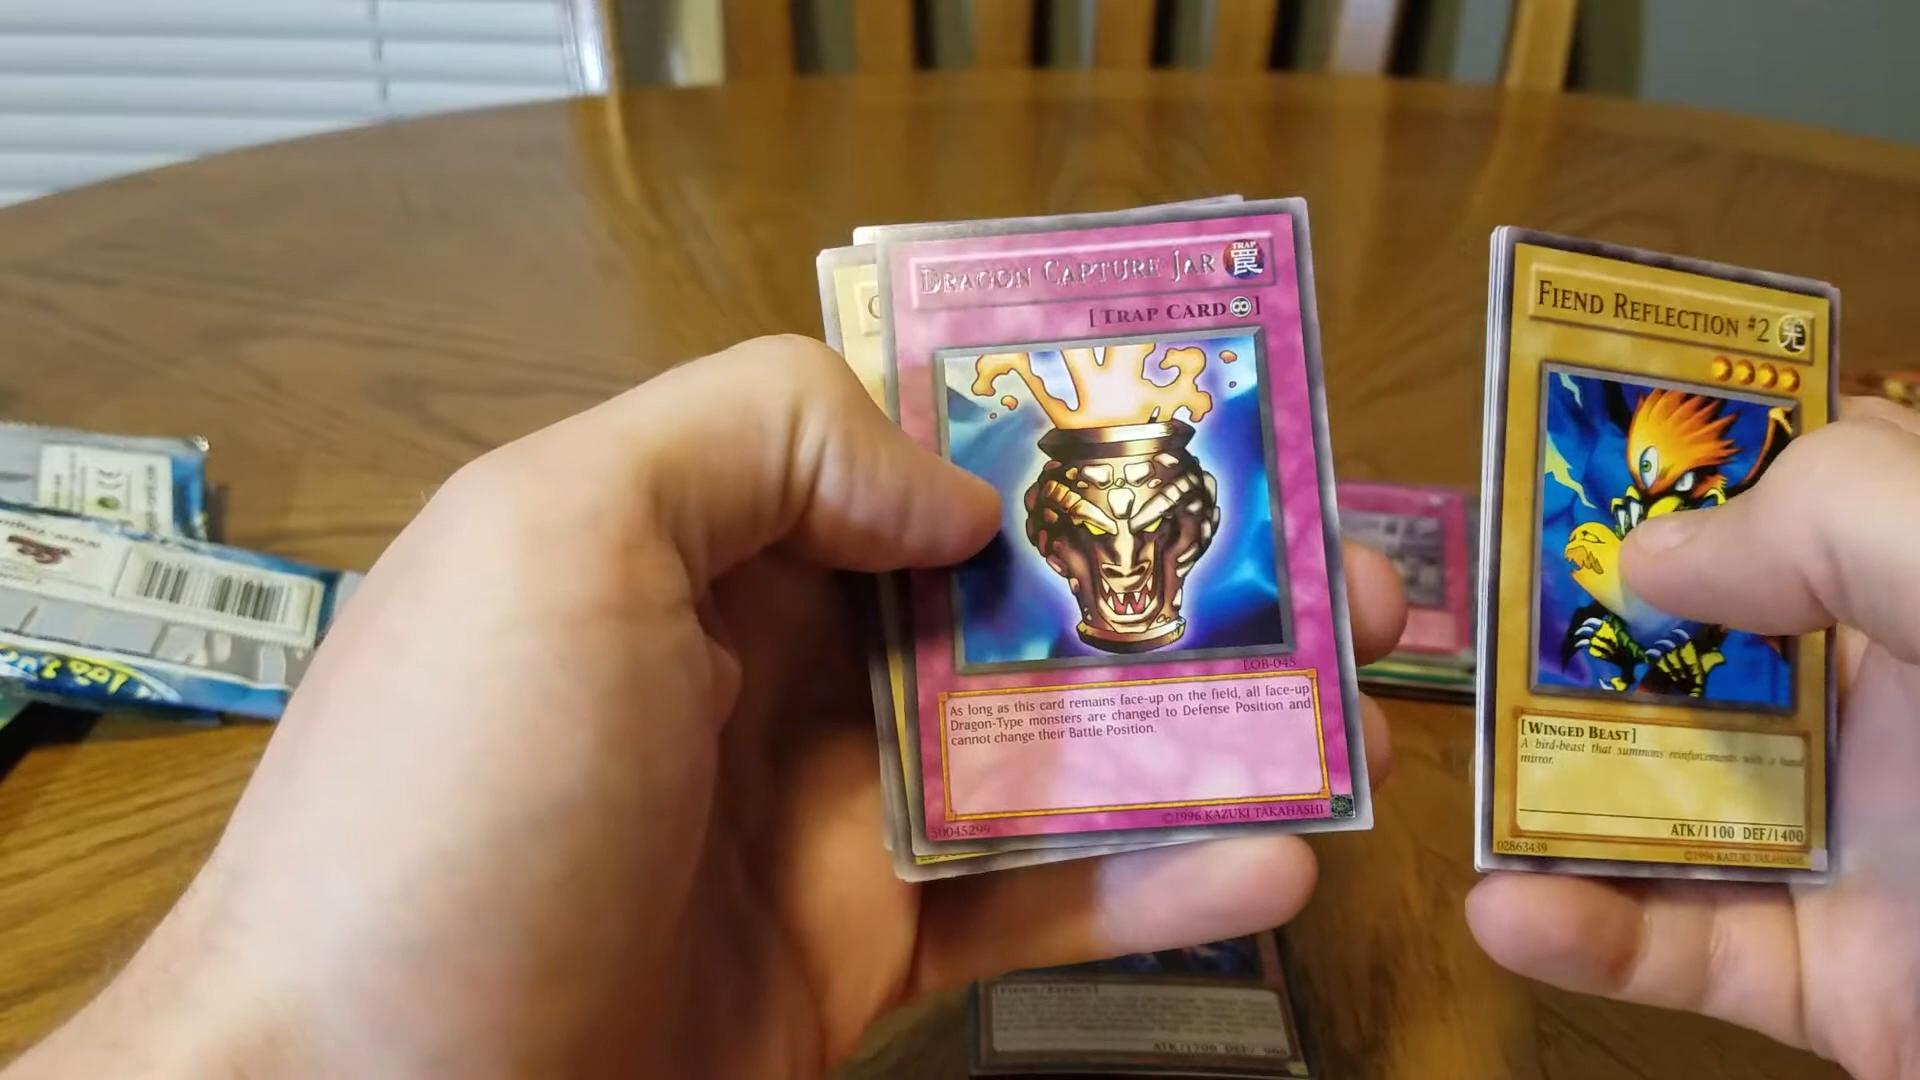 DRAGON CAPTURE JAR
TRAP
罠
[TRAP CARD]
LOB-045
As long as this card remains face-up on the field, all face-up
Dragon-Type monsters are changed to Defense Position and
cannot change their Battle Position.
50045299
©1996 KAZUKI TAKAHASHI
FIEND REFLECTION #2
光
[WINGED BEAST]
A bird-beast that summons reinforcements with a hand
mirror.
ATK/1100 DEF/1400
02863439
©1996 KAZUKI TAKAHASHI
[FIEND/EFFECT]